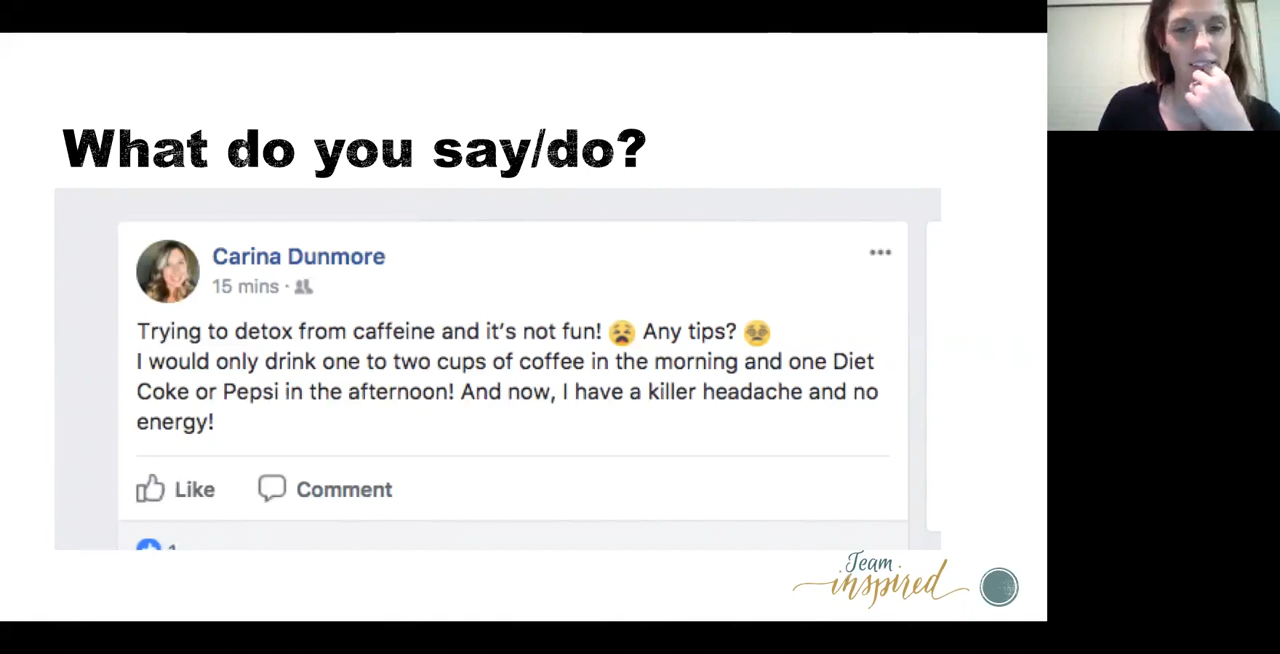 What do you say/do?
Carina Dunmore
15 mins ·
Trying to detox from caffeine and it's not fun! 😫 Any tips?
I would only drink one to two cups of coffee in the morning and one Diet
Coke or Pepsi in the afternoon! And now, I have a killer headache and no
energy!
Like Comment
Team
inspired